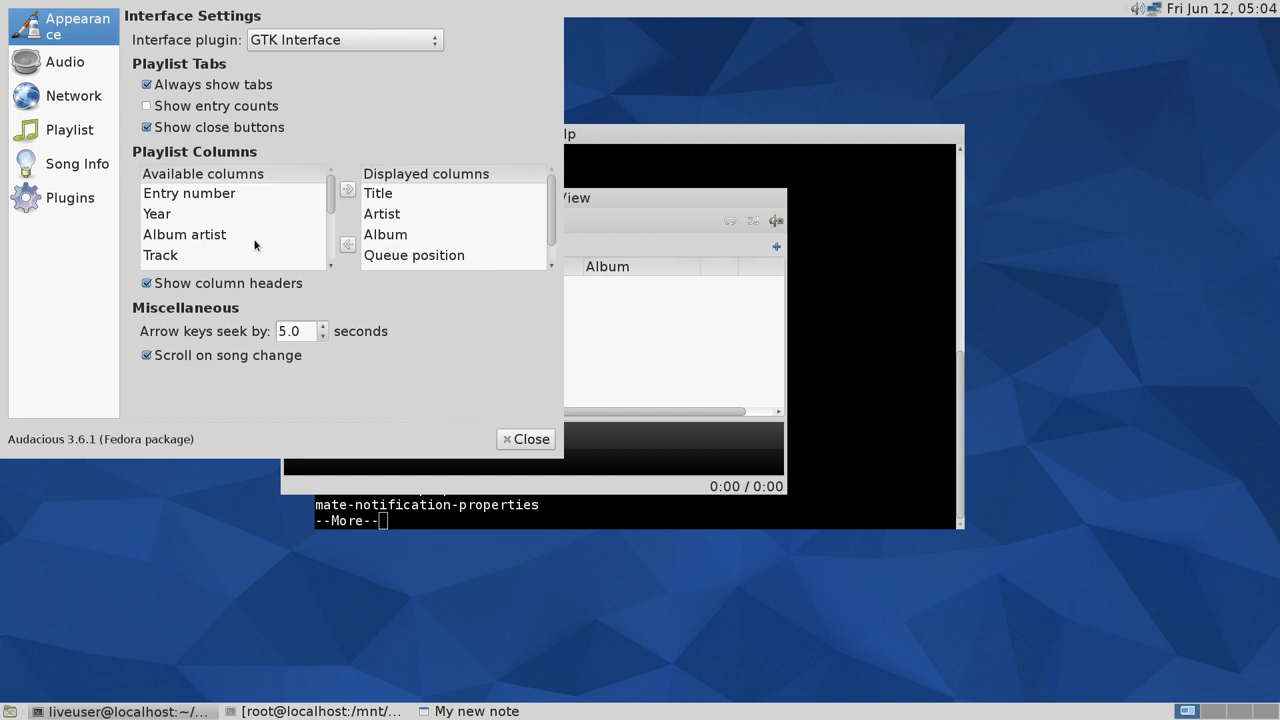 Appearan
ce
Audio
Network
Playlist
Song Info
Plugins
Interface Settings
Interface plugin: GTK Interface
Playlist Tabs
Always show tabs
Show entry counts
Show close buttons
Playlist Columns
Available columns
Entry number
Year
Album artist
Track
Displayed columns
Title
Artist
Album
Queue position
Show column headers
Miscellaneous
Arrow keys seek by: 5.0 seconds
Scroll on song change
Audacious 3.6.1 (Fedora package)
Close
Fri Jun 12, 05:04
Album
0:00 / 0:00
mate-notification-properties
--More--
liveuser@localhost:~/...
[root@localhost:/mnt/...
My new note